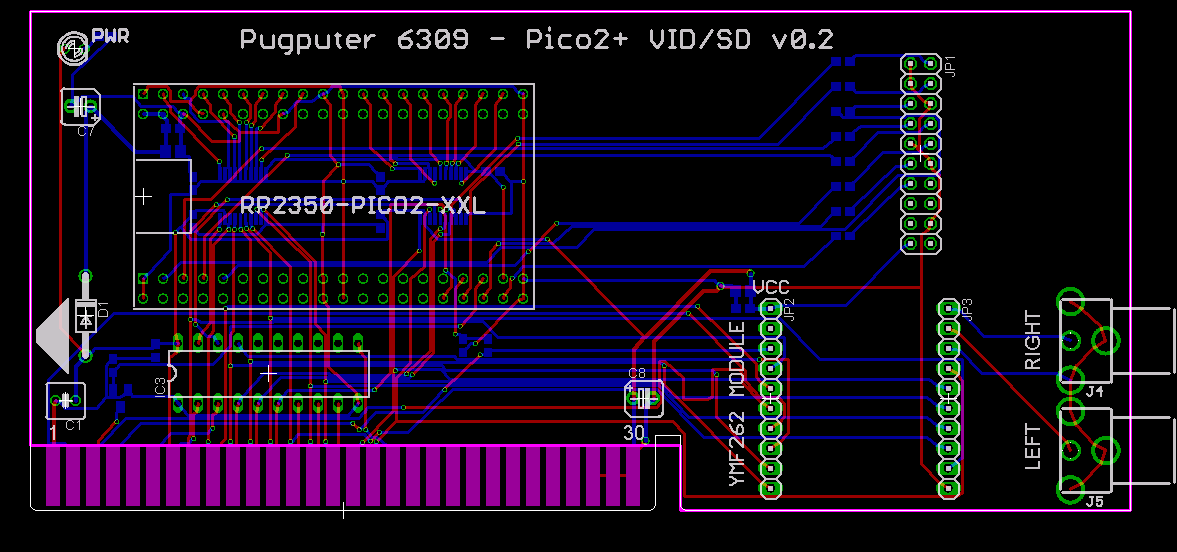 PWR
Pugputer 6309 - Pico2+ VID/SD v0.2
JP1
C7
RP2350-PICO2-XXL
D1
VCC
JP2
JP3
RIGHT
YMF262 MODULE
IC3
C8
J4
C1
1
30
LEFT
J5